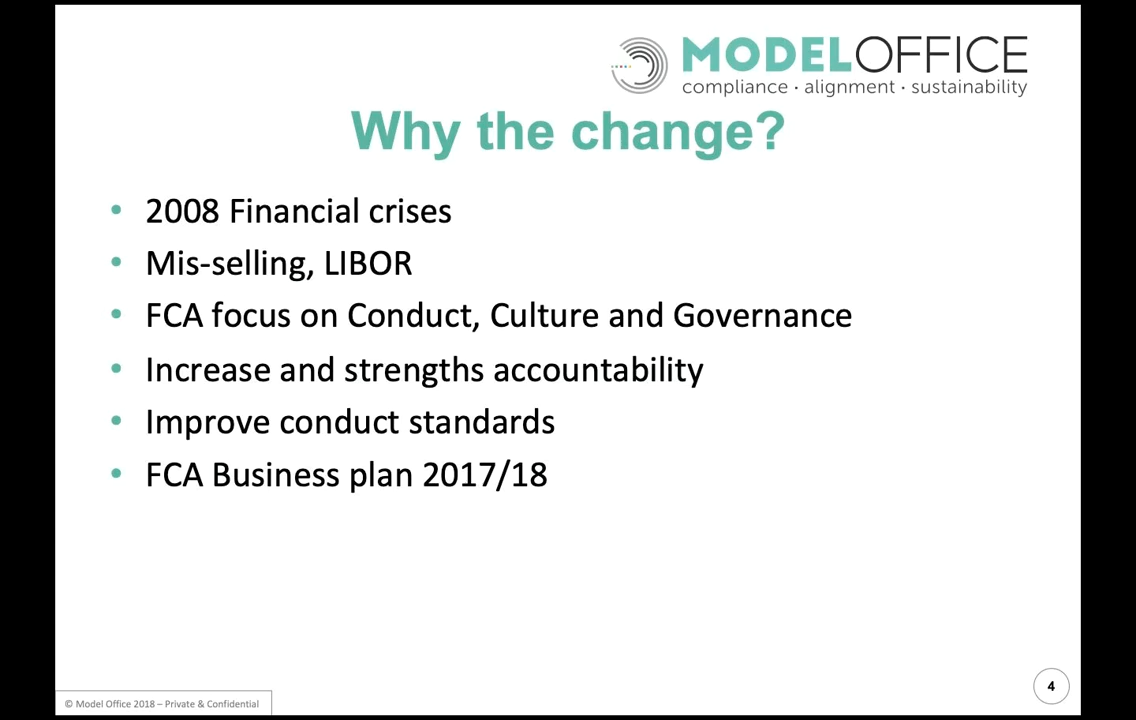 MODELOFFICE
compliance · alignment · sustainability
Why the change?
• 2008 Financial crises
• Mis-selling, LIBOR
• FCA focus on Conduct, Culture and Governance
• Increase and strengths accountability
• Improve conduct standards
• FCA Business plan 2017/18
© Model Office 2018 – Private & Confidential
4